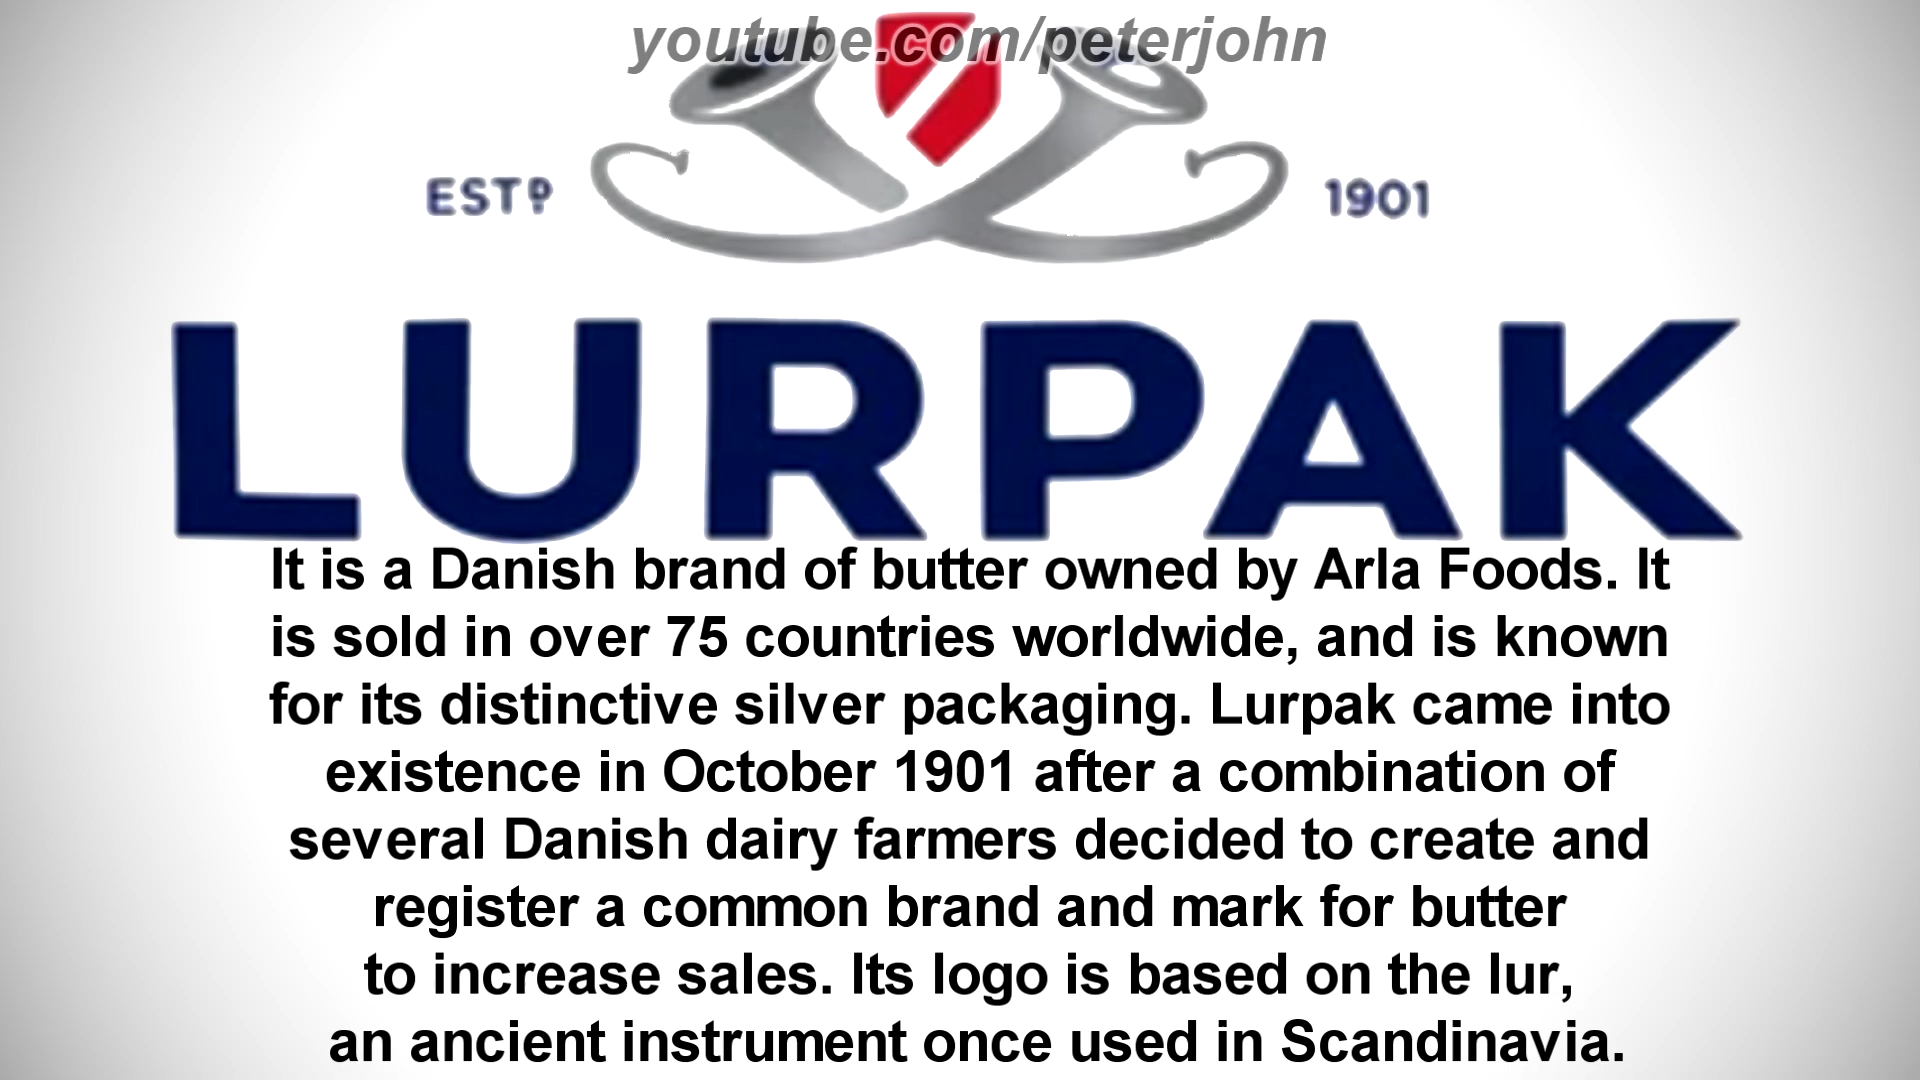 youtube.com/peterjohn
ESTD 1901
LURPAK
It is a Danish brand of butter owned by Arla Foods. It
is sold in over 75 countries worldwide, and is known
for its distinctive silver packaging. Lurpak came into
existence in October 1901 after a combination of
several Danish dairy farmers decided to create and
register a common brand and mark for butter
to increase sales. Its logo is based on the lur,
an ancient instrument once used in Scandinavia.